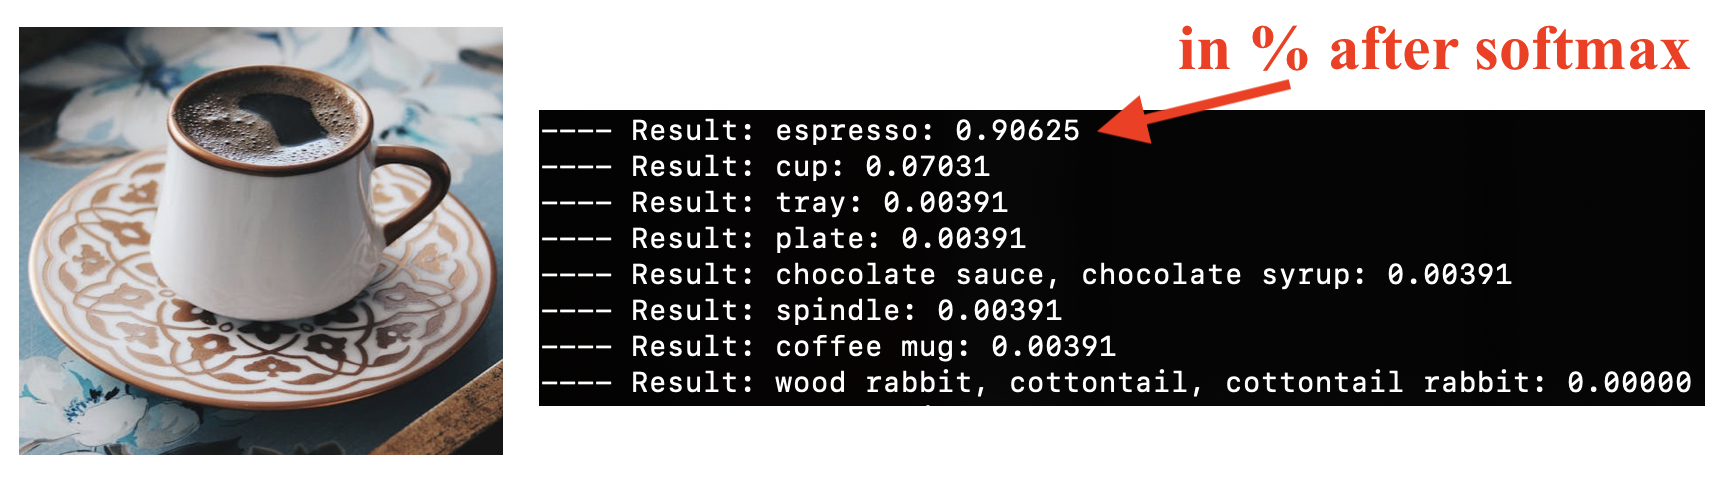 in % after softmax
---- Result: espresso: 0.90625
---- Result: cup: 0.07031
---- Result: tray: 0.00391
---- Result: plate: 0.00391
---- Result: chocolate sauce, chocolate syrup: 0.00391
---- Result: spindle: 0.00391
---- Result: coffee mug: 0.00391
---- Result: wood rabbit, cottontail, cottontail rabbit: 0.00000